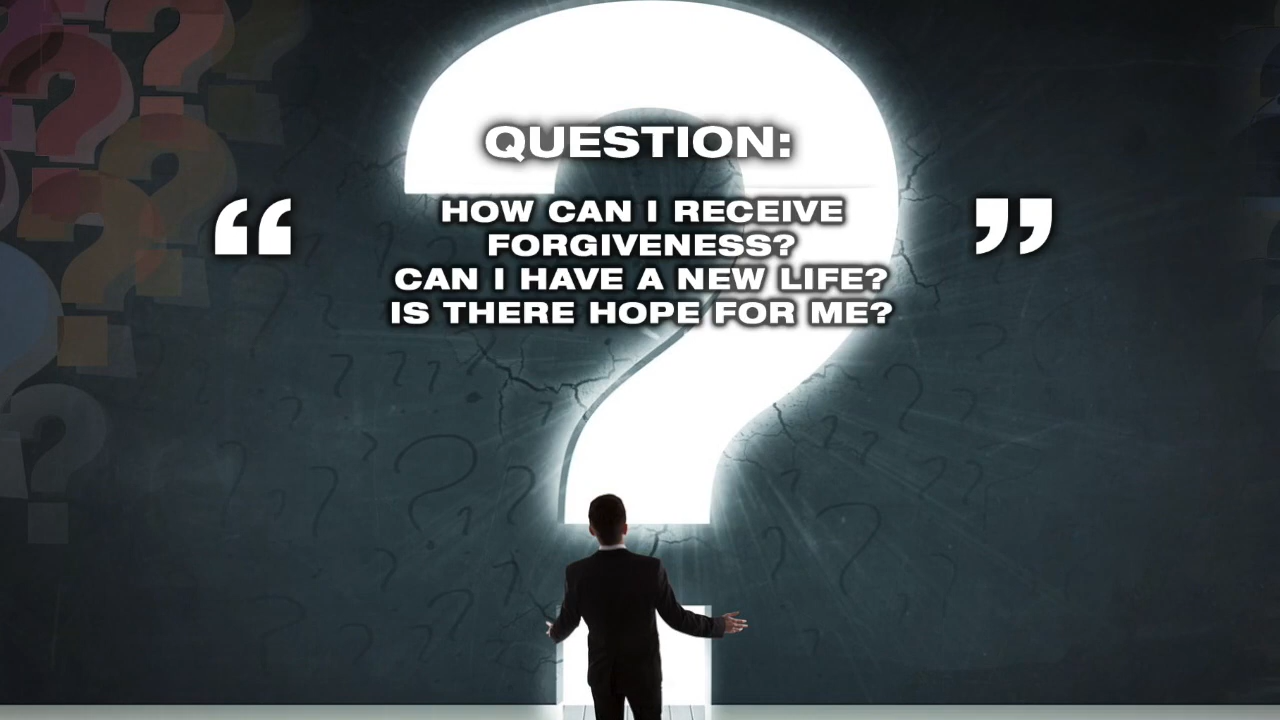 QUESTION:
“ HOW CAN I RECEIVE ”
FORGIVENESS?
CAN I HAVE A NEW LIFE?
IS THERE HOPE FOR ME?